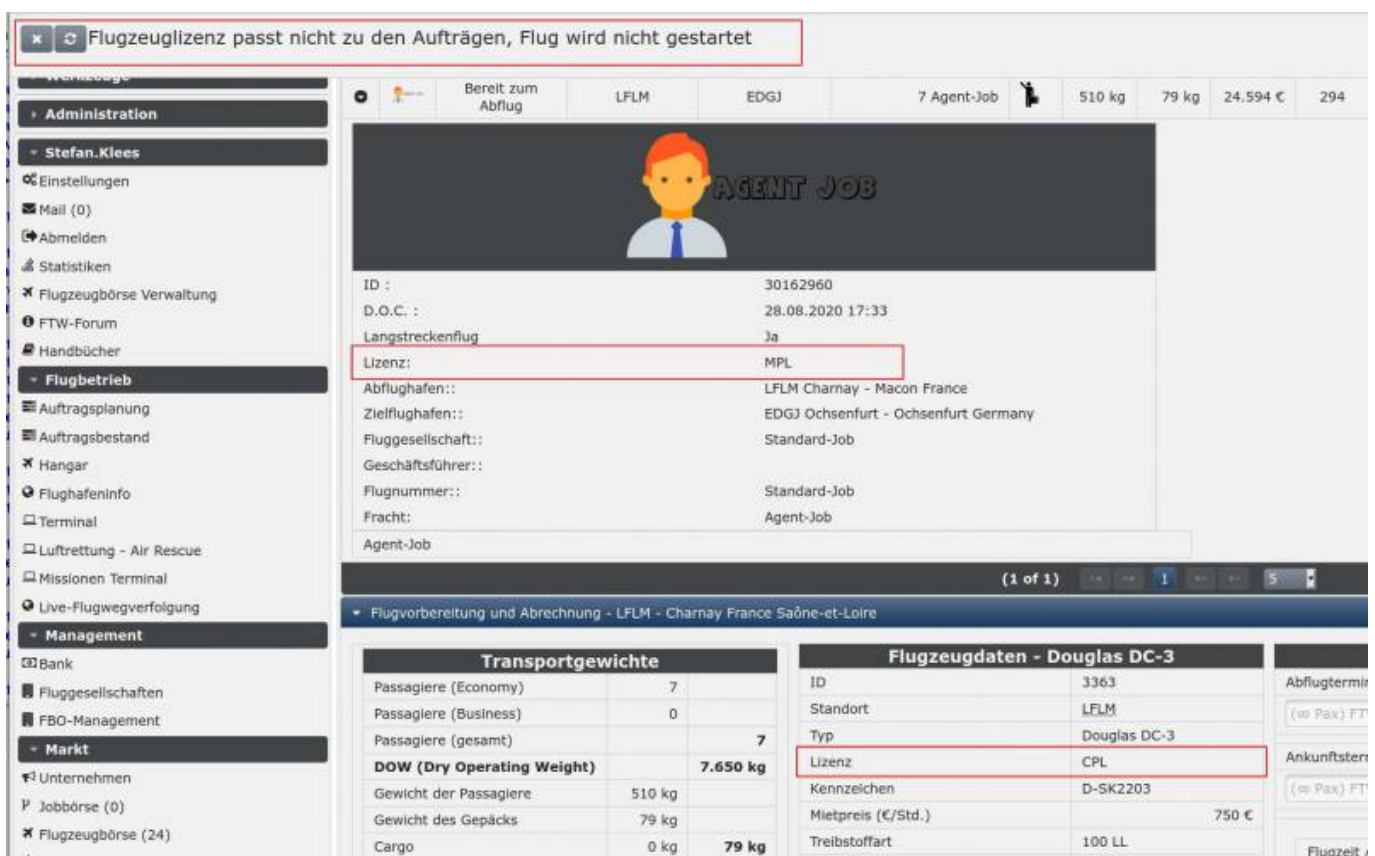 Flugzeuglizenz passt nicht zu den Aufträgen, Flug wird nicht gestartet
Werkzeuge
Administration
Stefan.Klees
Einstellungen
Mail (0)
Abmelden
Statistiken
Flugzeugbörse Verwaltung
FTW-Forum
Handbücher
Flugbetrieb
Auftragsplanung
Auftragsbestand
Hangar
Flughafeninfo
Terminal
Luftrettung - Air Rescue
Missionen Terminal
Live-Flugwegverfolgung
Management
Bank
Fluggesellschaften
FBO-Management
Markt
Unternehmen
Jobbörse (0)
Flugzeugbörse (24)
Bereit zum Abflug LFLM EDGJ 7 Agent-Job 510 kg 79 kg 24.594 € 294
AGENT JOB
ID : 30162960
D.O.C. : 28.08.2020 17:33
Langstreckenflug Ja
Lizenz: MPL
Abflughafen:: LFLM Charnay - Macon France
Zielflughafen:: EDGJ Ochsenfurt - Ochsenfurt Germany
Fluggesellschaft:: Standard-Job
Geschäftsführer::
Flugnummer:: Standard-Job
Fracht: Agent-Job
Agent-Job
(1 of 1) 1 5
Flugvorbereitung und Abrechnung - LFLM - Charnay France Saône-et-Loire
Transportgewichte
Passagiere (Economy) 7
Passagiere (Business) 0
Passagiere (gesamt) 7
DOW (Dry Operating Weight) 7.650 kg
Gewicht der Passagiere 510 kg
Gewicht des Gepäcks 79 kg
Cargo 0 kg 79 kg
Flugzeugdaten - Douglas DC-3
ID 3363
Standort LFLM
Typ Douglas DC-3
Lizenz CPL
Kennzeichen D-SK2203
Mietpreis (€/Std.) 750 €
Treibstoffart 100 LL
Abflugtermin
(∞ Pax) FT
Ankunftsterm
(∞ Pax) FT
Flugzeit